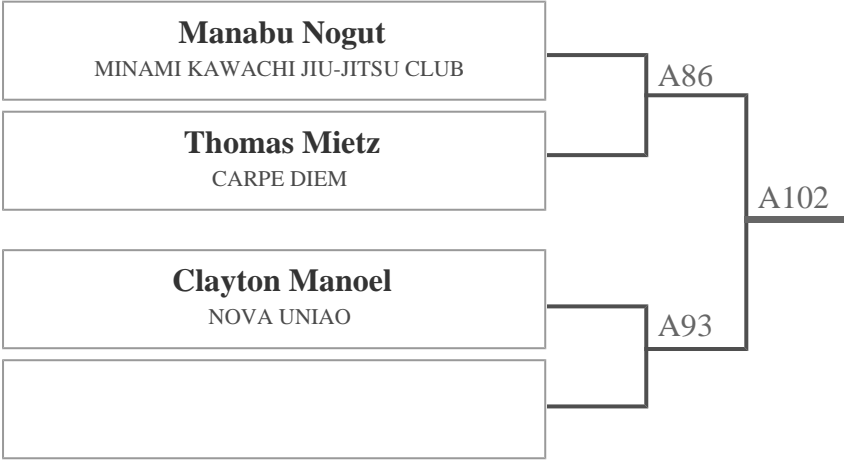 Manabu Nogut
MINAMI KAWACHI JIU-JITSU CLUB
A86
Thomas Mietz
CARPE DIEM
A102
Clayton Manoel
NOVA UNIAO
A93